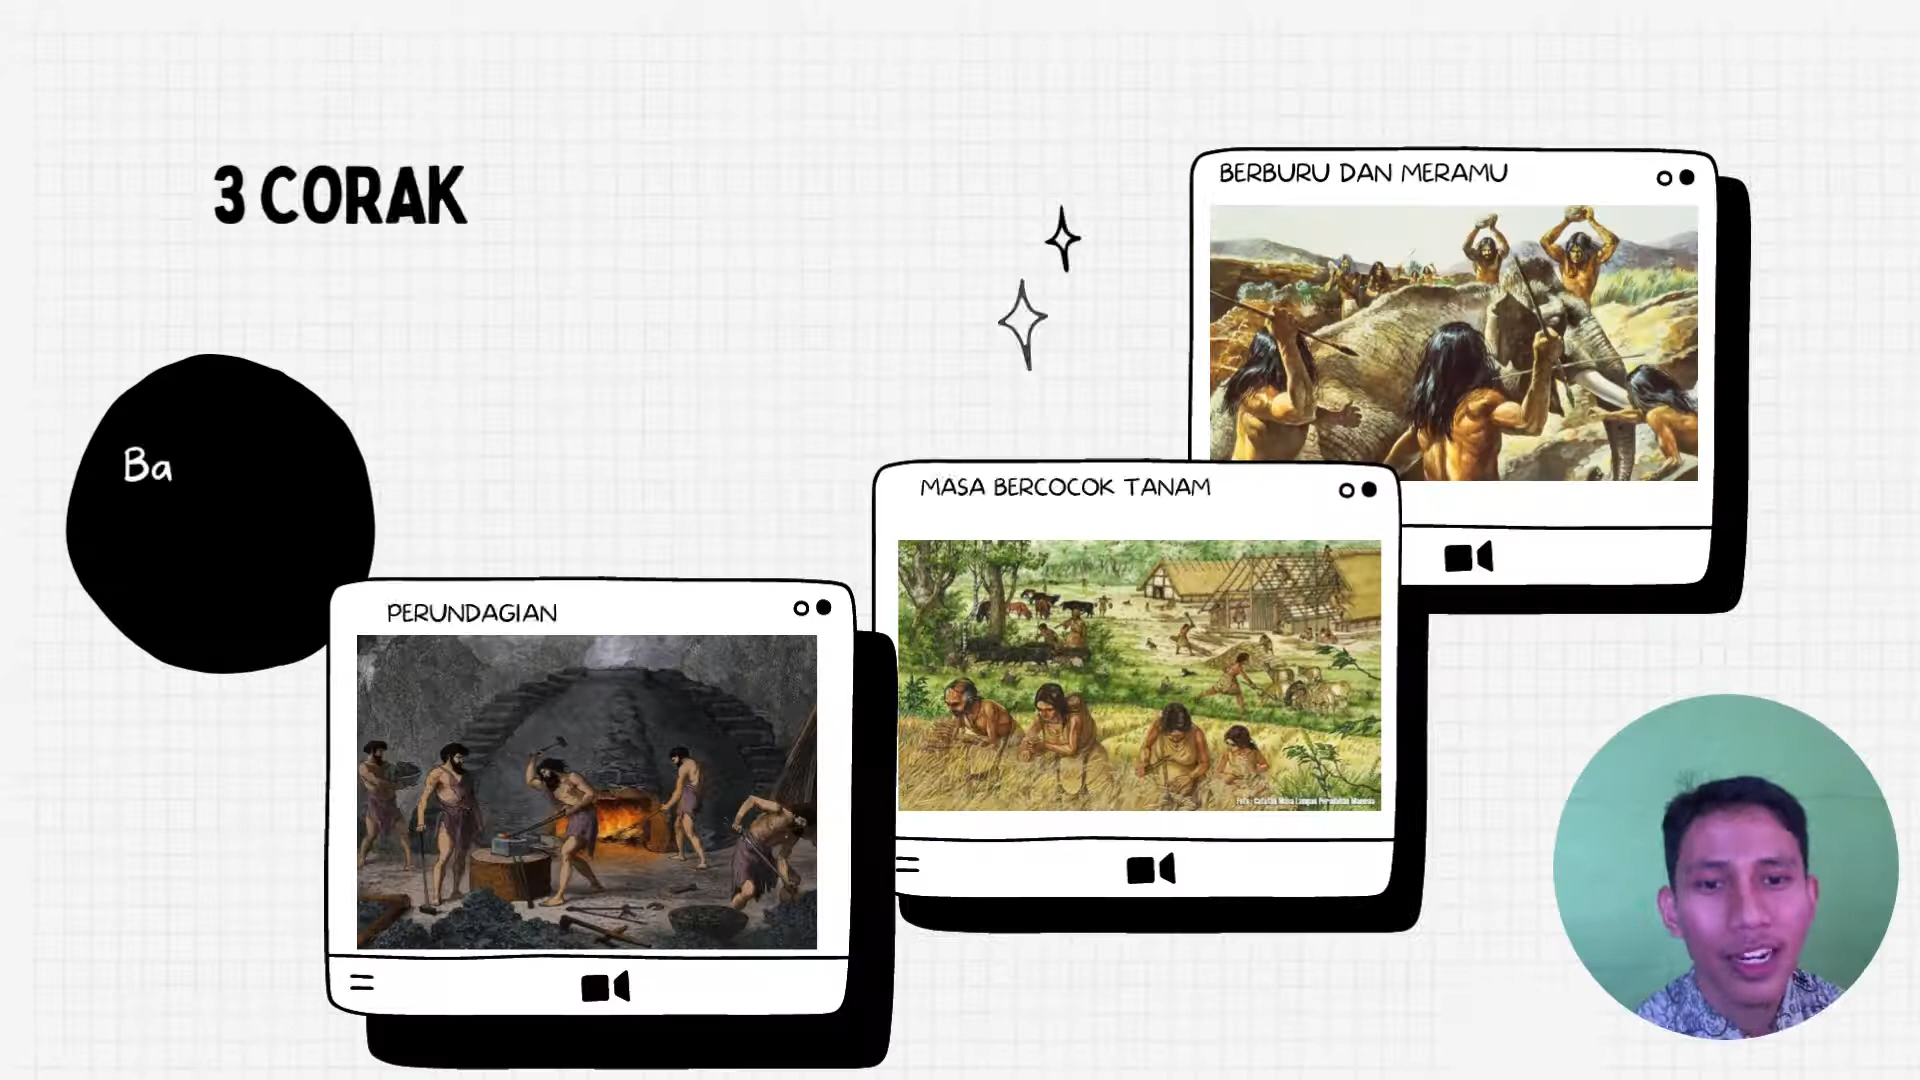 3 CORAK
BERBURU DAN MERAMU
Ba
MASA BERCOCOK TANAM
PERUNDAGIAN